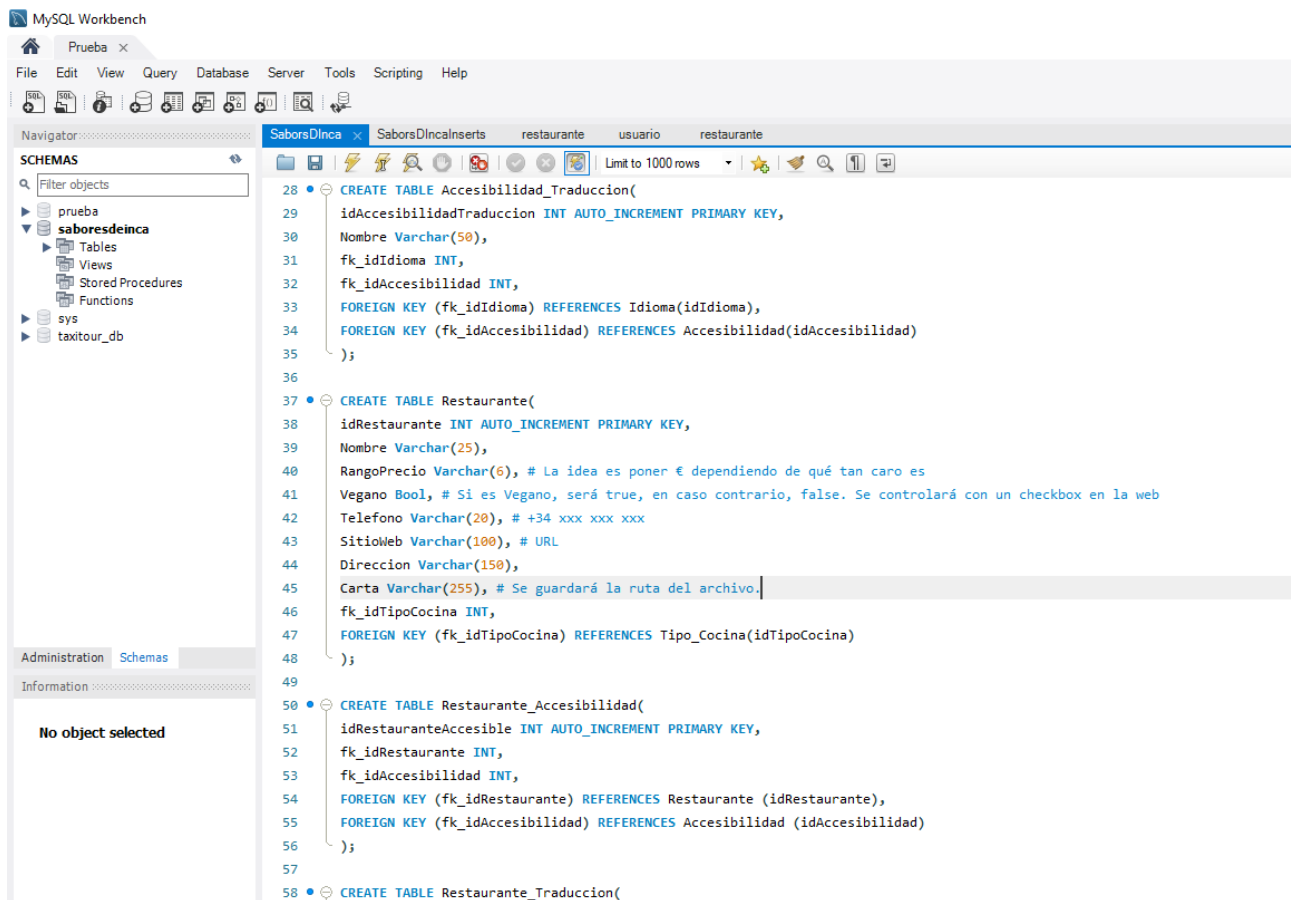 MySQL Workbench
Prueba
File Edit View Query Database Server Tools Scripting Help
Navigator
SCHEMAS
Filter objects
prueba
saboresdeinca
Tables
Views
Stored Procedures
Functions
sys
taxitour_db
Administration Schemas
Information
No object selected
SaborsDInca SaborsDIncaInserts restaurante usuario restaurante
Limit to 1000 rows
28 CREATE TABLE Accesibilidad_Traduccion(
29 idAccesibilidadTraduccion INT AUTO_INCREMENT PRIMARY KEY,
30 Nombre Varchar(50),
31 fk_idIdioma INT,
32 fk_idAccesibilidad INT,
33 FOREIGN KEY (fk_idIdioma) REFERENCES Idioma(idIdioma),
34 FOREIGN KEY (fk_idAccesibilidad) REFERENCES Accesibilidad(idAccesibilidad)
35 );
36
37 CREATE TABLE Restaurante(
38 idRestaurante INT AUTO_INCREMENT PRIMARY KEY,
39 Nombre Varchar(25),
40 RangoPrecio Varchar(6), # La idea es poner € dependiendo de qué tan caro es
41 Vegano Bool, # Si es Vegano, será true, en caso contrario, false. Se controlará con un checkbox en la web
42 Telefono Varchar(20), # +34 xxx xxx xxx
43 SitioWeb Varchar(100), # URL
44 Direccion Varchar(150),
45 Carta Varchar(255), # Se guardará la ruta del archivo.
46 fk_idTipoCocina INT,
47 FOREIGN KEY (fk_idTipoCocina) REFERENCES Tipo_Cocina(idTipoCocina)
48 );
49
50 CREATE TABLE Restaurante_Accesibilidad(
51 idRestauranteAccesible INT AUTO_INCREMENT PRIMARY KEY,
52 fk_idRestaurante INT,
53 fk_idAccesibilidad INT,
54 FOREIGN KEY (fk_idRestaurante) REFERENCES Restaurante (idRestaurante),
55 FOREIGN KEY (fk_idAccesibilidad) REFERENCES Accesibilidad (idAccesibilidad)
56 );
57
58 CREATE TABLE Restaurante_Traduccion(